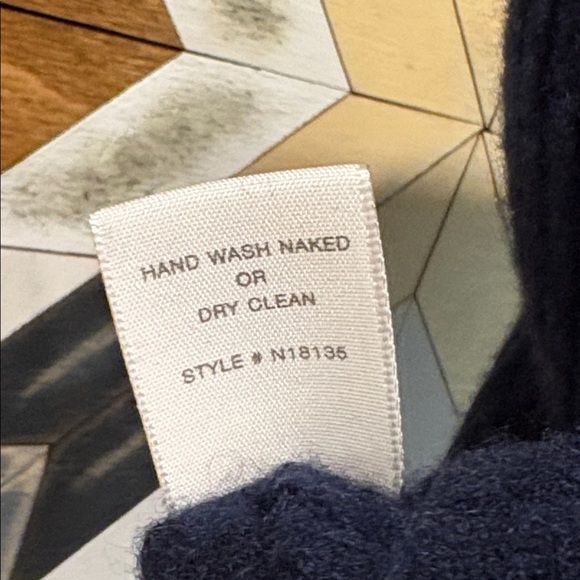 HAND WASH NAKED
OR
DRY CLEAN
STYLE # N18135